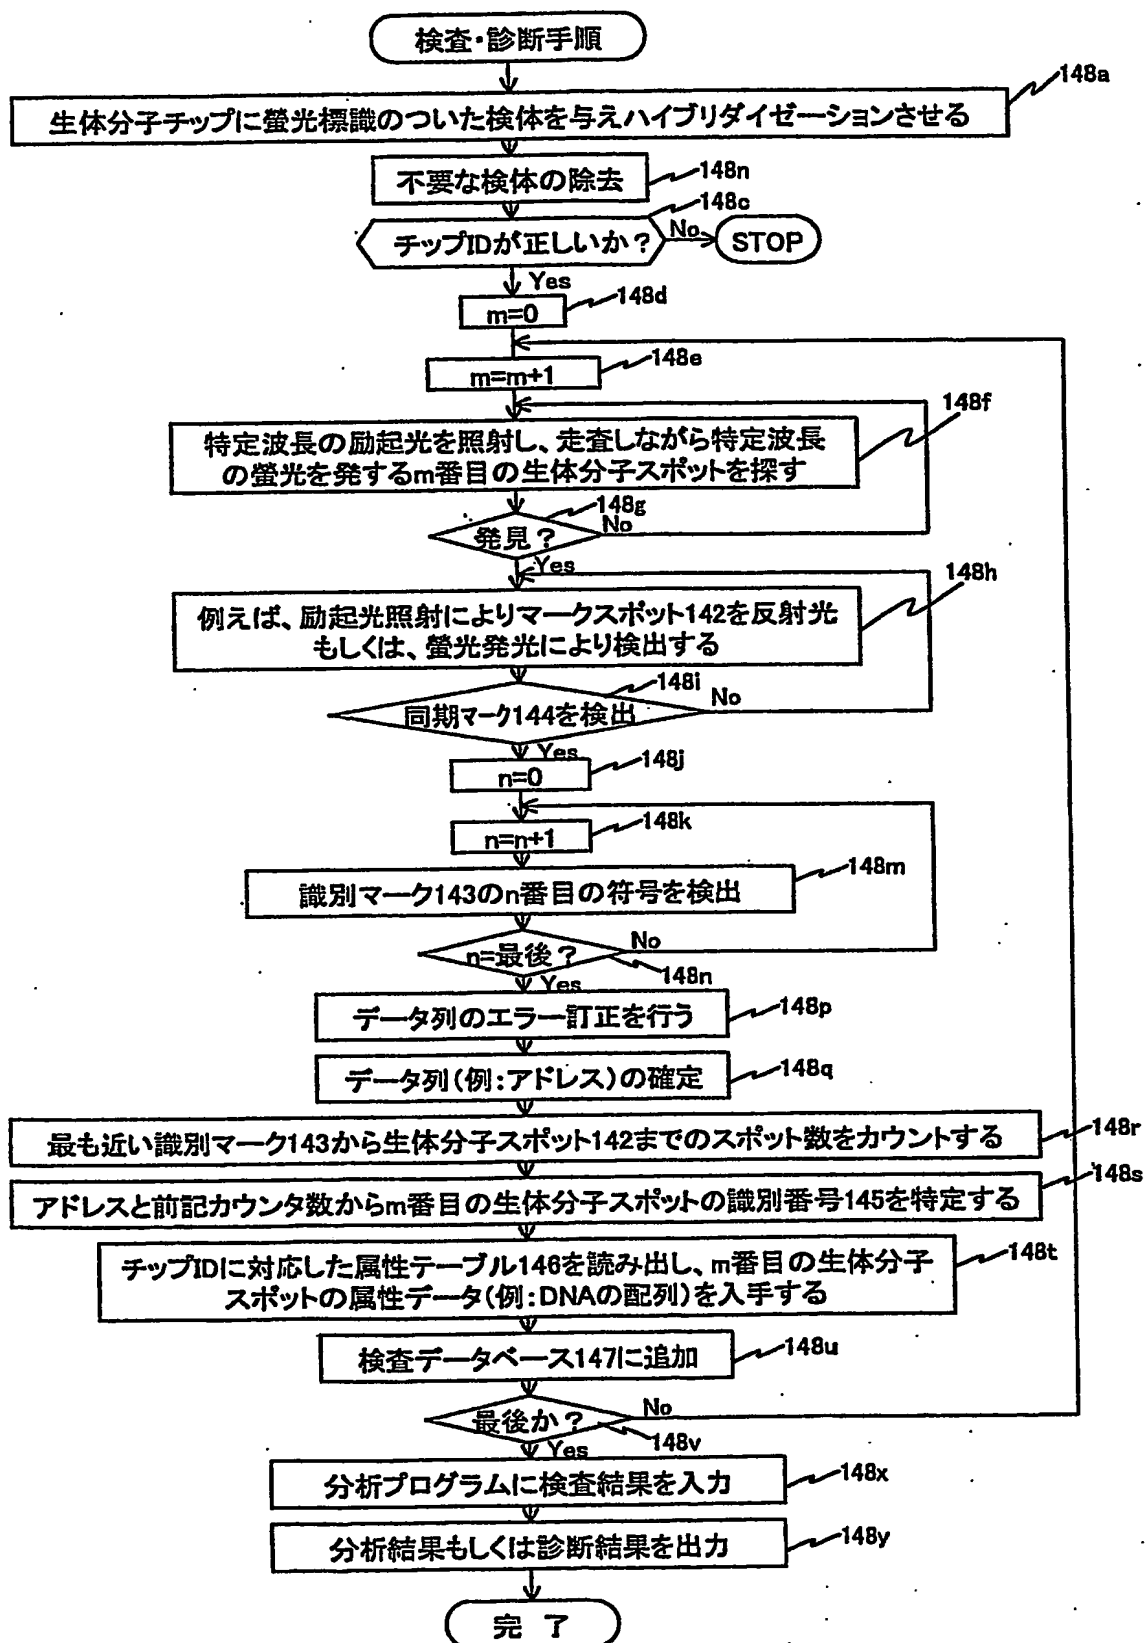 検査・診断手順
148a
生体分子チップに螢光標識のついた検体を与えハイブリダイゼーションさせる
148n
不要な検体の除去
148c
チップIDが正しいか？
No
STOP
Yes
148d
m=0
148e
m=m+1
148f
特定波長の励起光を照射し、走査しながら特定波長
の螢光を発するm番目の生体分子スポットを探す
148g
発見？
No
Yes
148h
例えば、励起光照射によりマークスポット142を反射光
もしくは、螢光発光により検出する
148i
同期マーク144を検出
No
Yes
148j
n=0
148k
n=n+1
148m
識別マーク143のn番目の符号を検出
n=最後？
No
148n
Yes
148p
データ列のエラー訂正を行う
148q
データ列(例:アドレス)の確定
148r
最も近い識別マーク143から生体分子スポット142までのスポット数をカウントする
148s
アドレスと前記カウンタ数からm番目の生体分子スポットの識別番号145を特定する
148t
チップIDに対応した属性テーブル146を読み出し、m番目の生体分子
スポットの属性データ(例:DNAの配列)を入手する
148u
検査データベース147に追加
最後か？
No
148v
Yes
148x
分析プログラムに検査結果を入力
148y
分析結果もしくは診断結果を出力
完 了